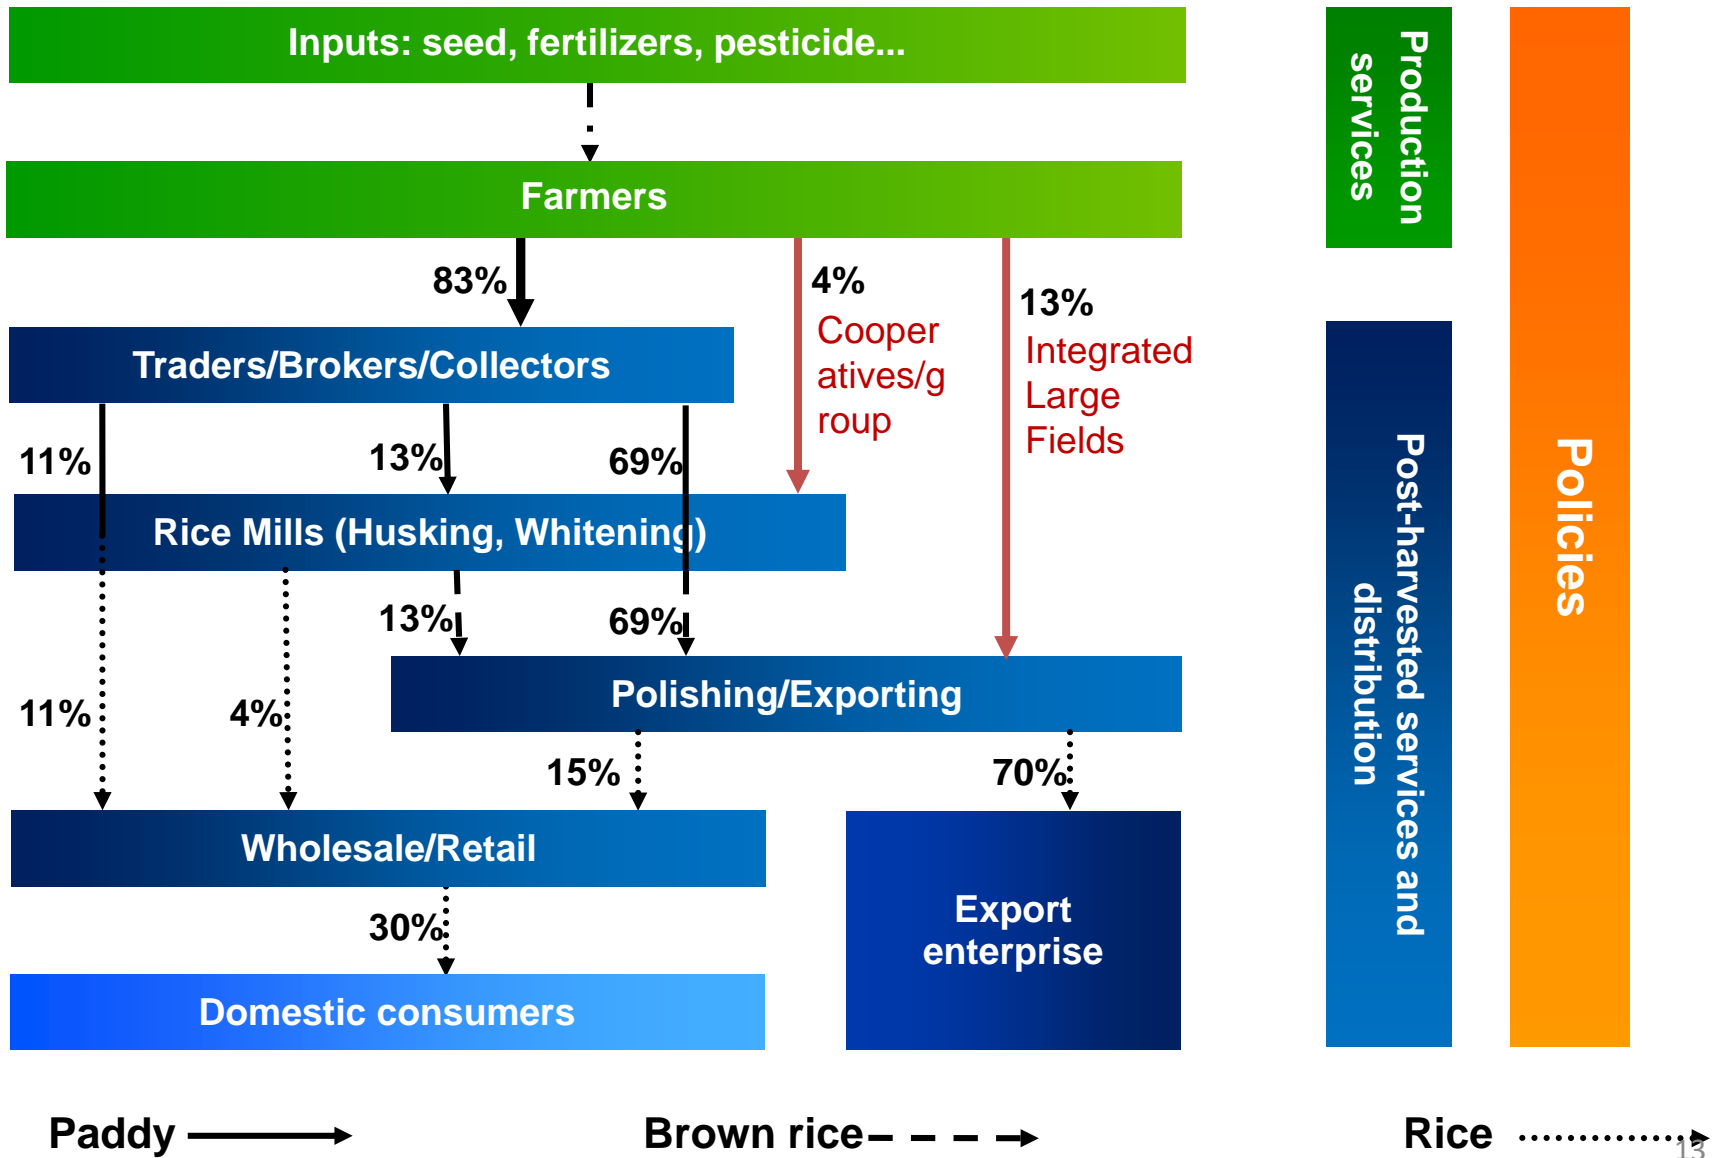 Inputs: seed, fertilizers, pesticide...
Farmers
83%
4%
Cooper
atives/g
roup
13%
Integrated
Large
Fields
Traders/Brokers/Collectors
11%
13%
69%
Rice Mills (Husking, Whitening)
13%
69%
Polishing/Exporting
11%
4%
15%
70%
Wholesale/Retail
30%
Export
enterprise
Domestic consumers
Production
services
Post-harvested services and
distribution
Policies
Paddy
Brown rice
Rice
13